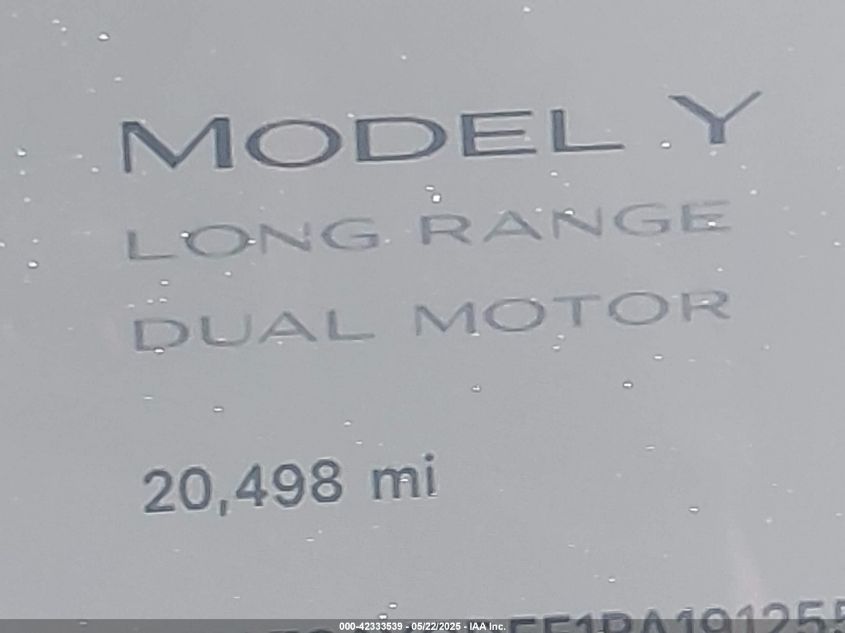 MODEL Y
LONG RANGE
DUAL MOTOR
20,498 mi
000-42333539 - 05/22/2025 - IAA Inc.